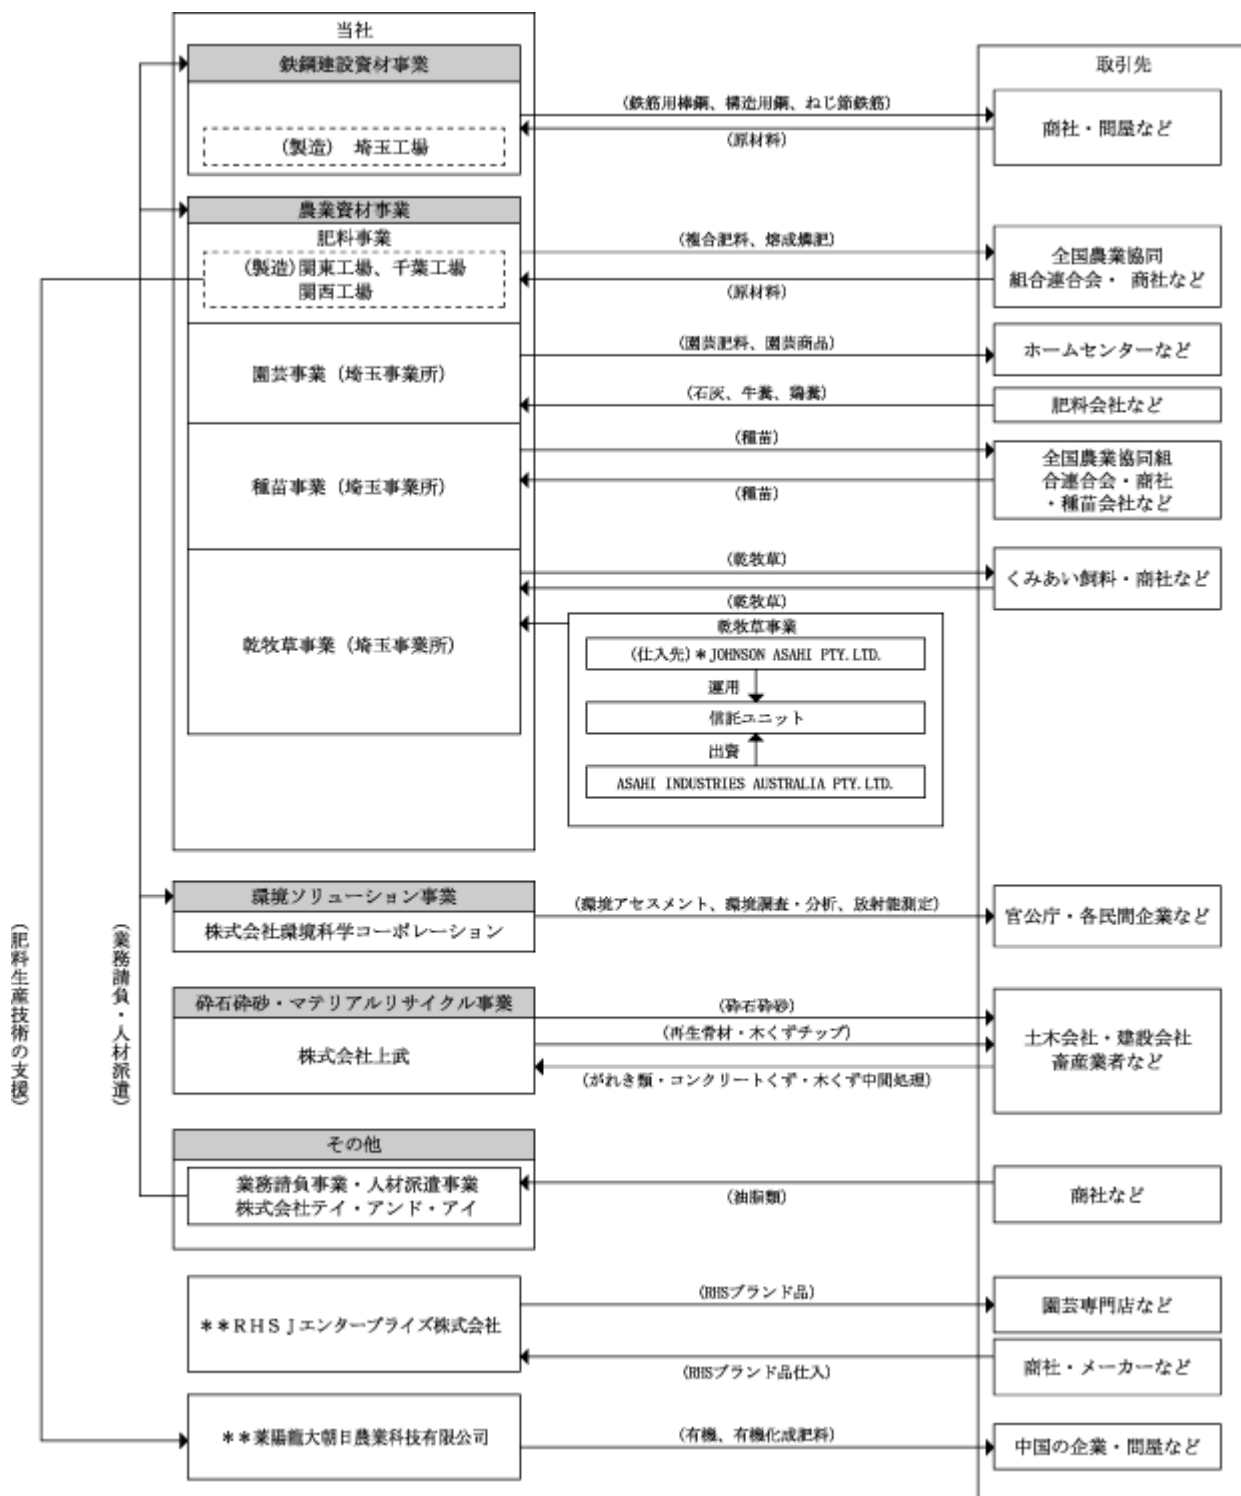 当社
鉄鋼建設資材事業
(製造) 埼玉工場
取引先
(鉄筋用棒鋼、構造用鋼、ねじ節鉄筋)
(原材料)
商社・問屋など
農業資材事業
肥料事業
(製造)関東工場、千葉工場
関西工場
(複合肥料、熔成燐肥)
(原材料)
全国農業協同
組合連合会・ 商社など
園芸事業 (埼玉事業所)
(園芸肥料、園芸商品)
ホームセンターなど
(石灰、牛糞、鶏糞)
肥料会社など
種苗事業 (埼玉事業所)
(種苗)
(種苗)
全国農業協同組
合連合会・商社
・種苗会社など
乾牧草事業 (埼玉事業所)
(乾牧草)
(乾牧草)
くみあい飼料・商社など
乾牧草事業
(仕入先)＊JOHNSON ASAHI PTY.LTD.
運用
信託ユニット
出資
ASAHI INDUSTRIES AUSTRALIA PTY.LTD.
環境ソリューション事業
株式会社環境科学コーポレーション
(環境アセスメント、環境調査・分析、放射能測定)
官公庁・各民間企業など
(肥料生産技術の支援)
(業務請負・人材派遣)
砕石砕砂・マテリアルリサイクル事業
株式会社上武
(砕石砕砂)
(再生骨材・木くずチップ)
(がれき類・コンクリートくず・木くず中間処理)
土木会社・建設会社
畜産業者など
その他
業務請負事業・人材派遣事業
株式会社テイ・アンド・アイ
(油脂類)
商社など
＊＊ＲＨＳＪエンタープライズ株式会社
(RHSブランド品)
園芸専門店など
(RHSブランド品仕入)
商社・メーカーなど
＊＊莱陽龍大朝日農業科技有限公司
(有機、有機化成肥料)
中国の企業・問屋など